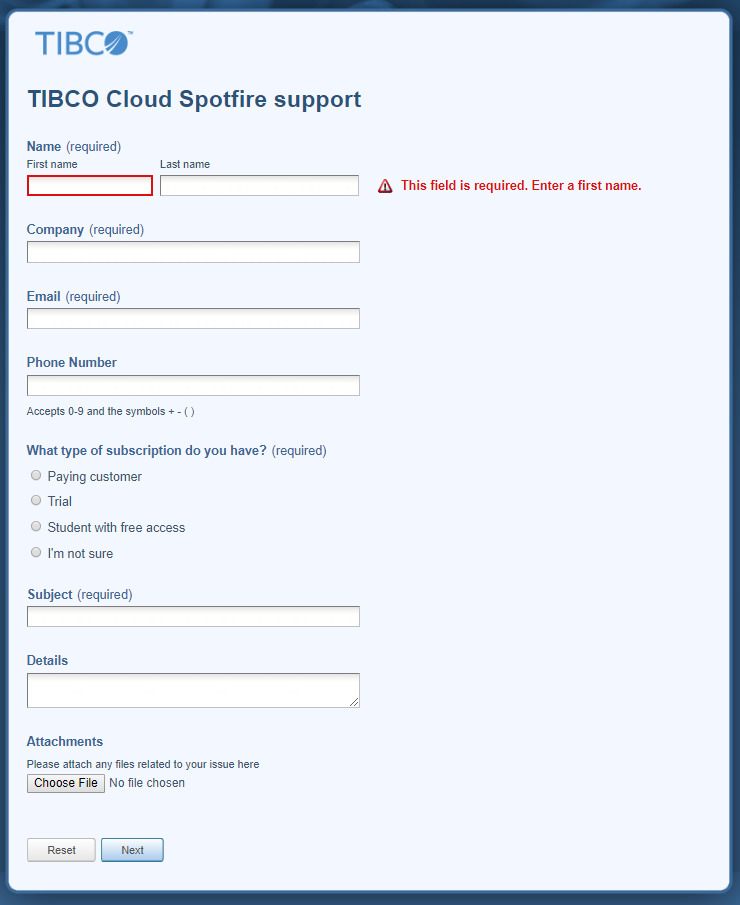 TIBCO™
TIBCO Cloud Spotfire support
Name (required)
First name Last name
This field is required. Enter a first name.
Company (required)
Email (required)
Phone Number
Accepts 0-9 and the symbols + - ( )
What type of subscription do you have? (required)
Paying customer
Trial
Student with free access
I'm not sure
Subject (required)
Details
Attachments
Please attach any files related to your issue here
Choose File No file chosen
Reset Next